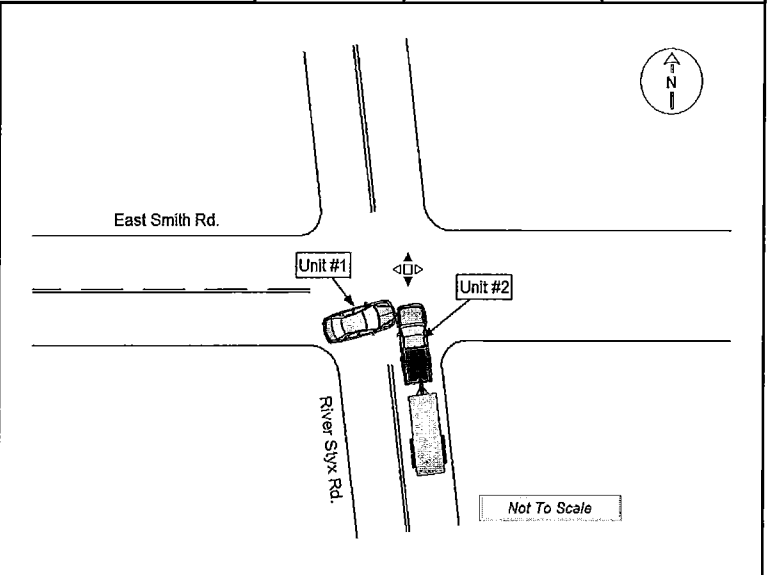 N
East Smith Rd.
Unit #1
Unit #2
River Styx Rd.
Not To Scale